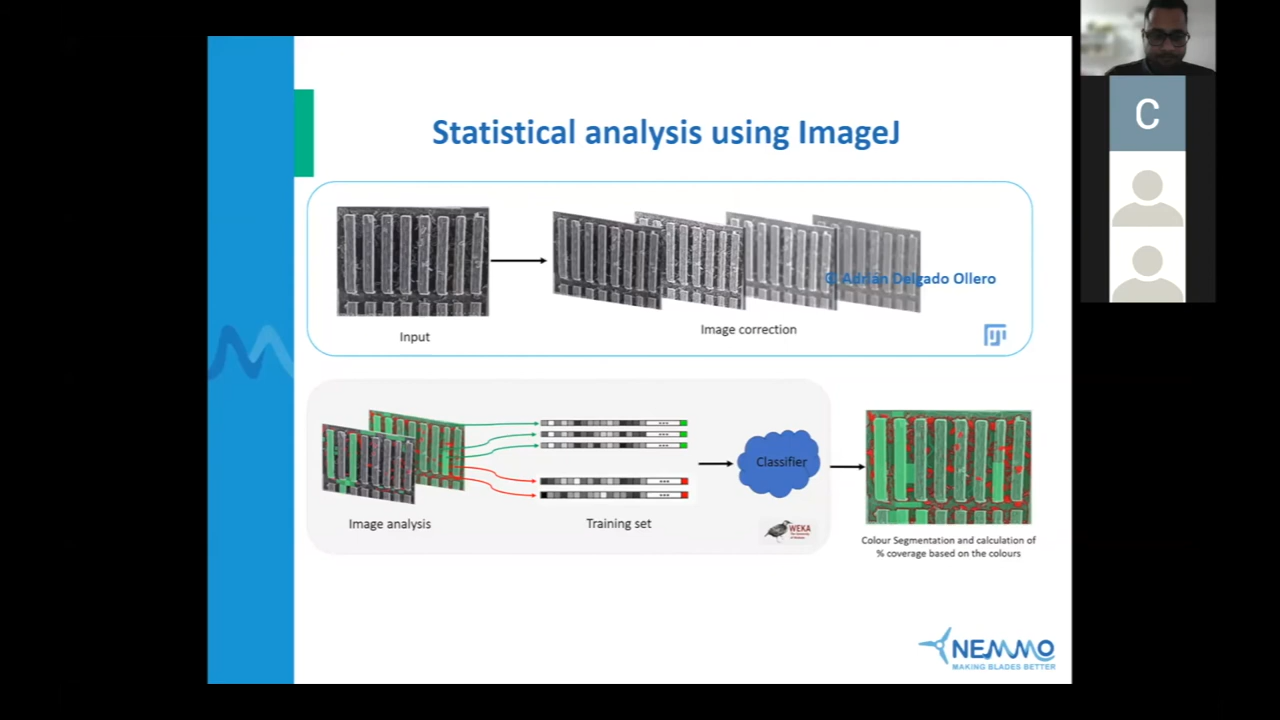 Statistical analysis using ImageJ
C
Adrián Delgado Ollero
Input
Image correction
Image analysis
Training set
Classifier
WEKA
Colour Segmentation and calculation of
% coverage based on the colours
NEMMO
MAKING BLADES BETTER